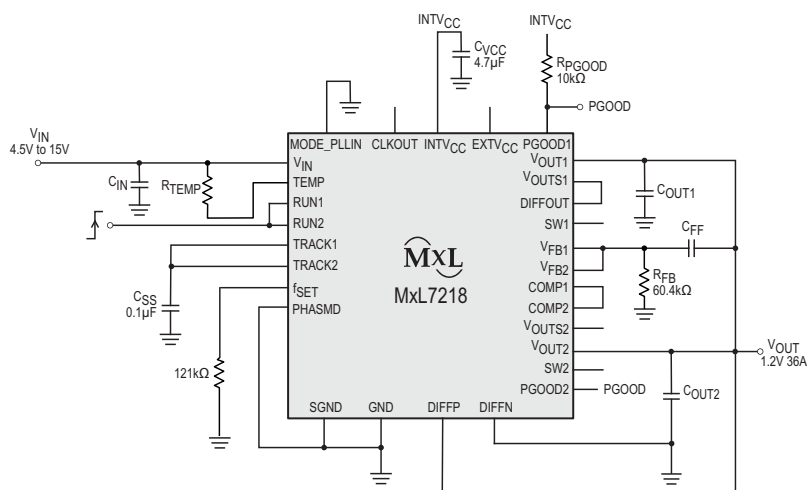 INTVCC
CVCC
4.7µF
INTVCC
RPGOOD
10kΩ
PGOOD
VIN
4.5V to 15V
CIN
RTEMP
MODE_PLLIN
CLKOUT
INTVCC
EXTVCC
PGOOD1
VIN
TEMP
RUN1
RUN2
TRACK1
TRACK2
fSET
PHASMD
CSS
0.1µF
121kΩ
MxL
MxL7218
VOUT1
VOUTS1
DIFFOUT
SW1
VFB1
VFB2
COMP1
COMP2
VOUTS2
VOUT2
SW2
PGOOD2
PGOOD
COUT1
CFF
RFB
60.4kΩ
VOUT
1.2V 36A
COUT2
SGND
GND
DIFFP
DIFFN